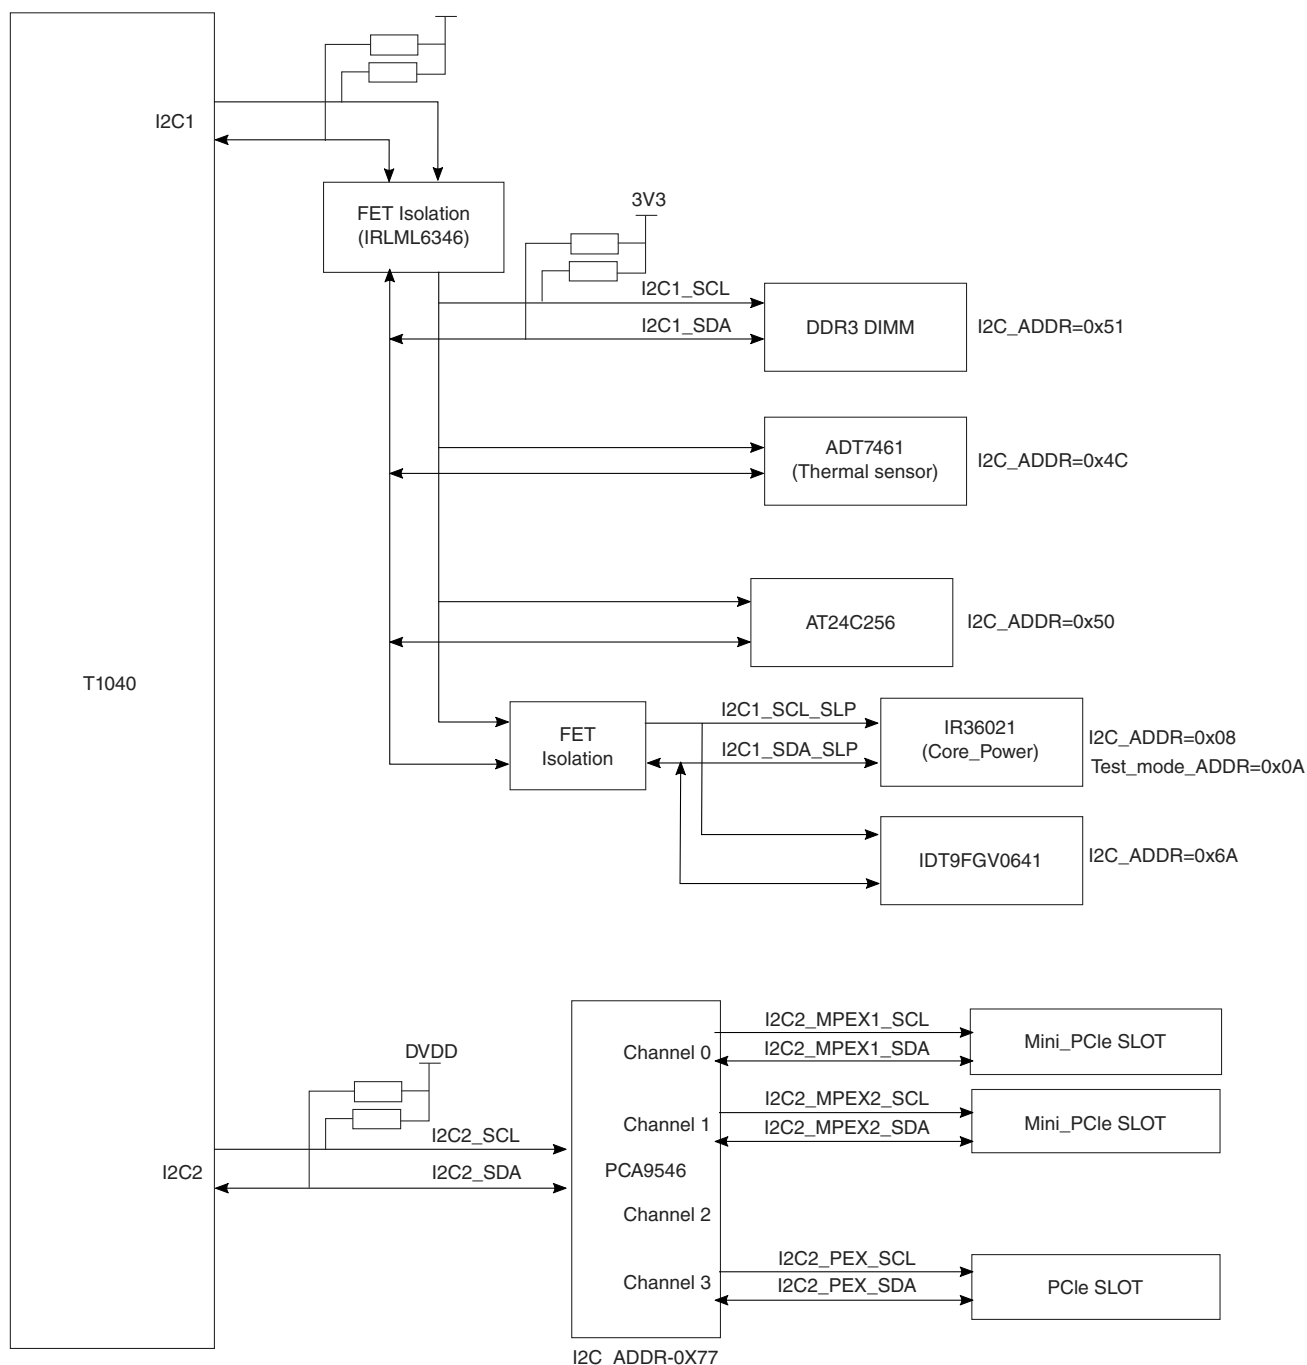 I2C1
FET Isolation
(IRLML6346)
3V3
I2C1_SCL
I2C1_SDA
DDR3 DIMM
I2C_ADDR=0x51
ADT7461
(Thermal sensor)
I2C_ADDR=0x4C
AT24C256
I2C_ADDR=0x50
T1040
FET
Isolation
I2C1_SCL_SLP
I2C1_SDA_SLP
IR36021
(Core_Power)
I2C_ADDR=0x08
Test_mode_ADDR=0x0A
IDT9FGV0641
I2C_ADDR=0x6A
DVDD
I2C2_SCL
I2C2
I2C2_SDA
Channel 0
Channel 1
PCA9546
Channel 2
Channel 3
I2C2_MPEX1_SCL
I2C2_MPEX1_SDA
Mini_PCIe SLOT
I2C2_MPEX2_SCL
I2C2_MPEX2_SDA
Mini_PCIe SLOT
I2C2_PEX_SCL
I2C2_PEX_SDA
PCIe SLOT
I2C_ADDR-0X77